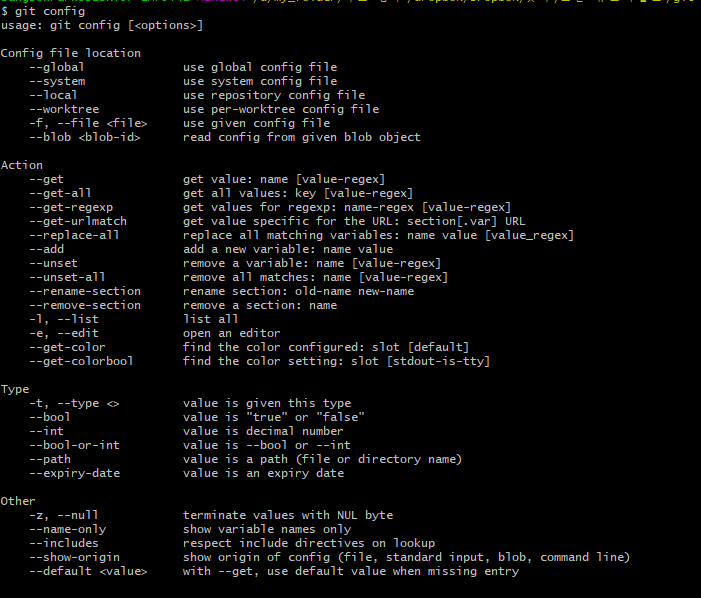 $ git config
usage: git config [<options>]
Config file location
--global use global config file
--system use system config file
--local use repository config file
--worktree use per-worktree config file
-f, --file <file> use given config file
--blob <blob-id> read config from given blob object
Action
--get get value: name [value-regex]
--get-all get all values: key [value-regex]
--get-regexp get values for regexp: name-regex [value-regex]
--get-urlmatch get value specific for the URL: section[.var] URL
--replace-all replace all matching variables: name value [value_regex]
--add add a new variable: name value
--unset remove a variable: name [value-regex]
--unset-all remove all matches: name [value-regex]
--rename-section rename section: old-name new-name
--remove-section remove a section: name
-l, --list list all
-e, --edit open an editor
--get-color find the color configured: slot [default]
--get-colorbool find the color setting: slot [stdout-is-tty]
Type
-t, --type <> value is given this type
--bool value is "true" or "false"
--int value is decimal number
--bool-or-int value is --bool or --int
--path value is a path (file or directory name)
--expiry-date value is an expiry date
Other
-z, --null terminate values with NUL byte
--name-only show variable names only
--includes respect include directives on lookup
--show-origin show origin of config (file, standard input, blob, command line)
--default <value> with --get, use default value when missing entry